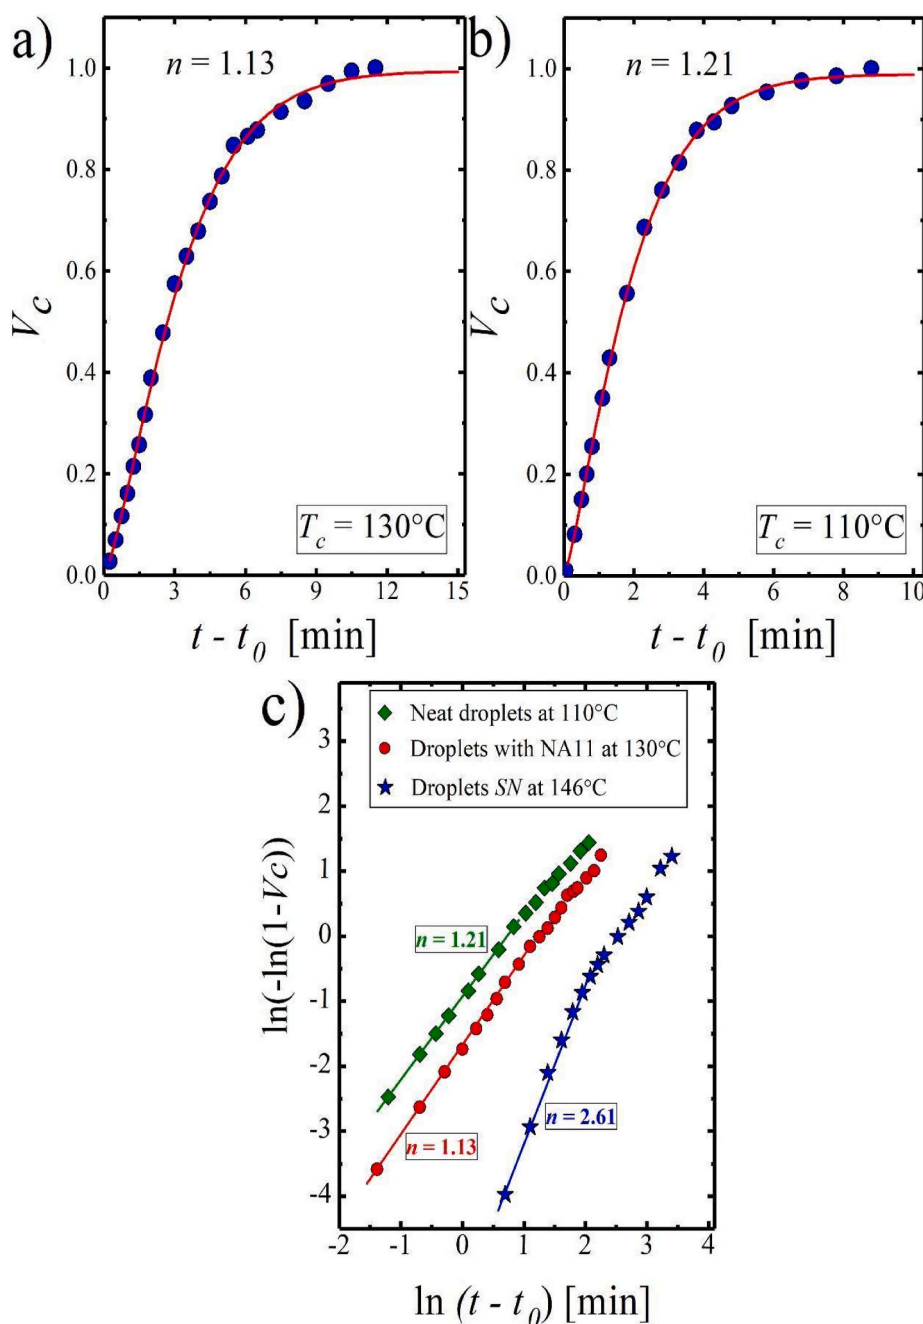 a)
n = 1.13
Vc
1.0
0.8
0.6
0.4
0.2
0.0
T_c = 130°C
0 3 6 9 12 15
t - t_0 [min]
b)
n = 1.21
Vc
1.0
0.8
0.6
0.4
0.2
0.0
T_c = 110°C
0 2 4 6 8 10
t - t_0 [min]
c)
Neat droplets at 110°C
Droplets with NA11 at 130°C
Droplets SN at 146°C
ln(-ln(1-Vc))
3
2
1
0
-1
-2
-3
-4
n = 1.21
n = 1.13
n = 2.61
-2 -1 0 1 2 3 4
ln (t - t_0) [min]